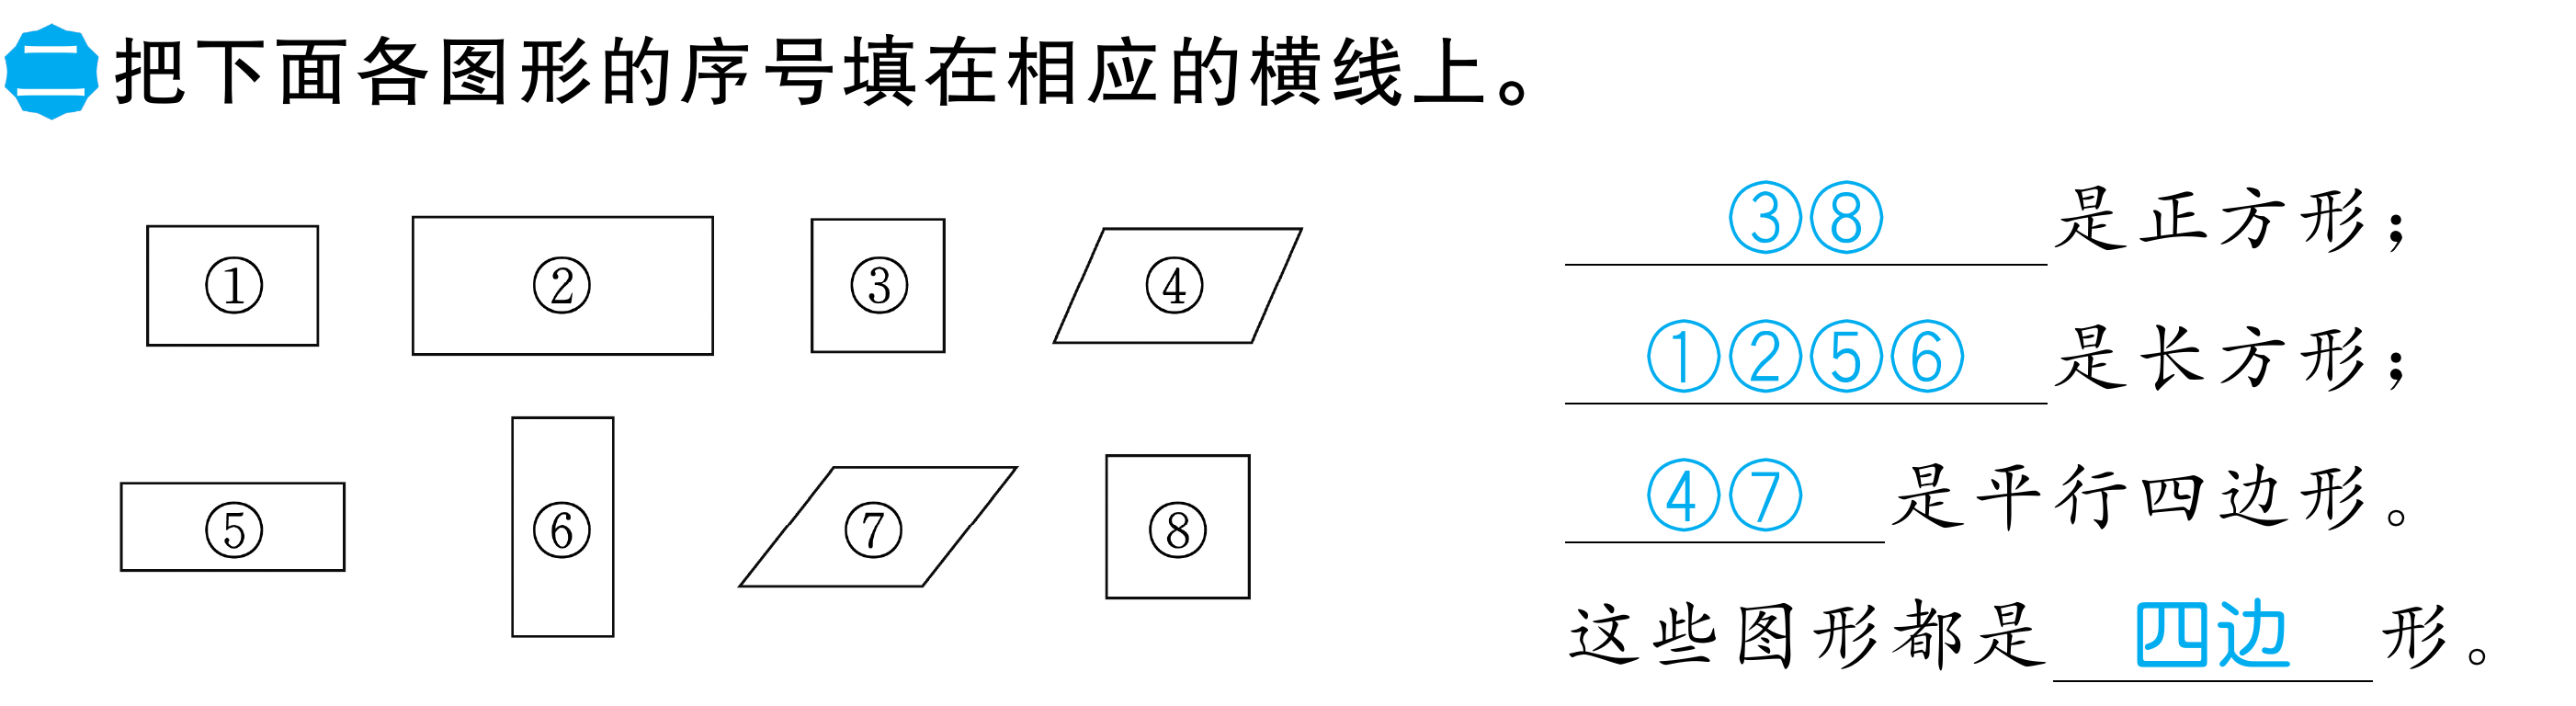 二 把下面各图形的序号填在相应的横线上。
① ② ③ ④
⑤ ⑥ ⑦ ⑧
③⑧ 是正方形；
①②⑤⑥ 是长方形；
④⑦ 是平行四边形。
这些图形都是 四边 形。